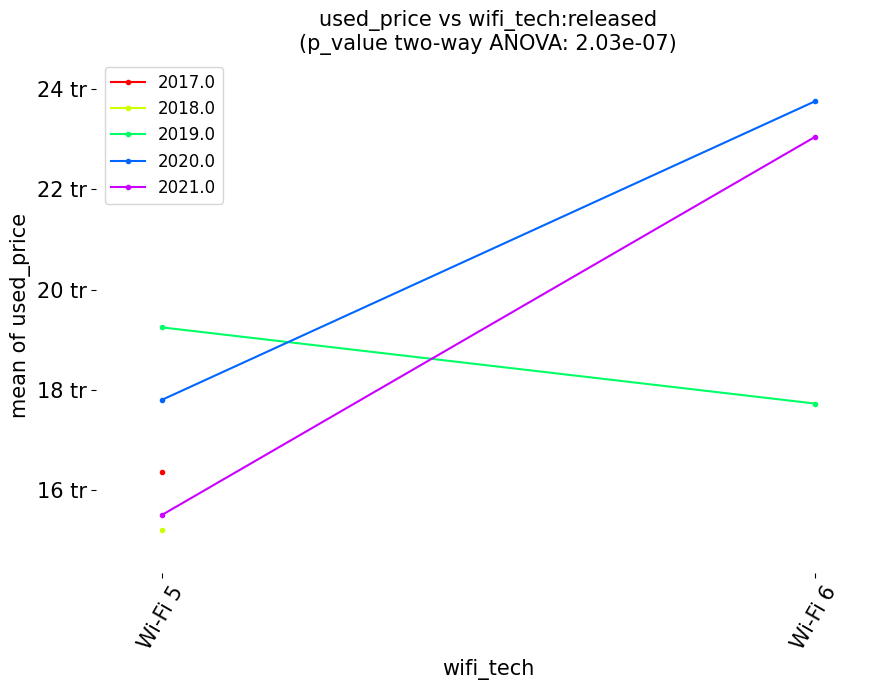 used_price vs wifi_tech:released
(p_value two-way ANOVA: 2.03e-07)
2017.0
2018.0
2019.0
2020.0
2021.0
24 tr
22 tr
20 tr
18 tr
16 tr
mean of used_price
Wi-Fi 5
Wi-Fi 6
wifi_tech